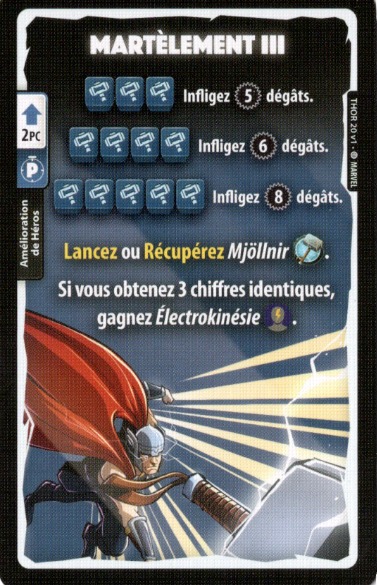 MARTÈLEMENT III
Infligez 5 dégâts.
Infligez 6 dégâts.
Infligez 8 dégâts.
Lancez ou Récupérez Mjöllnir.
Si vous obtenez 3 chiffres identiques,
gagnez Électrokinésie.
2PC
P
Amélioration
de Héros
THOR 20 v1 - MARVEL